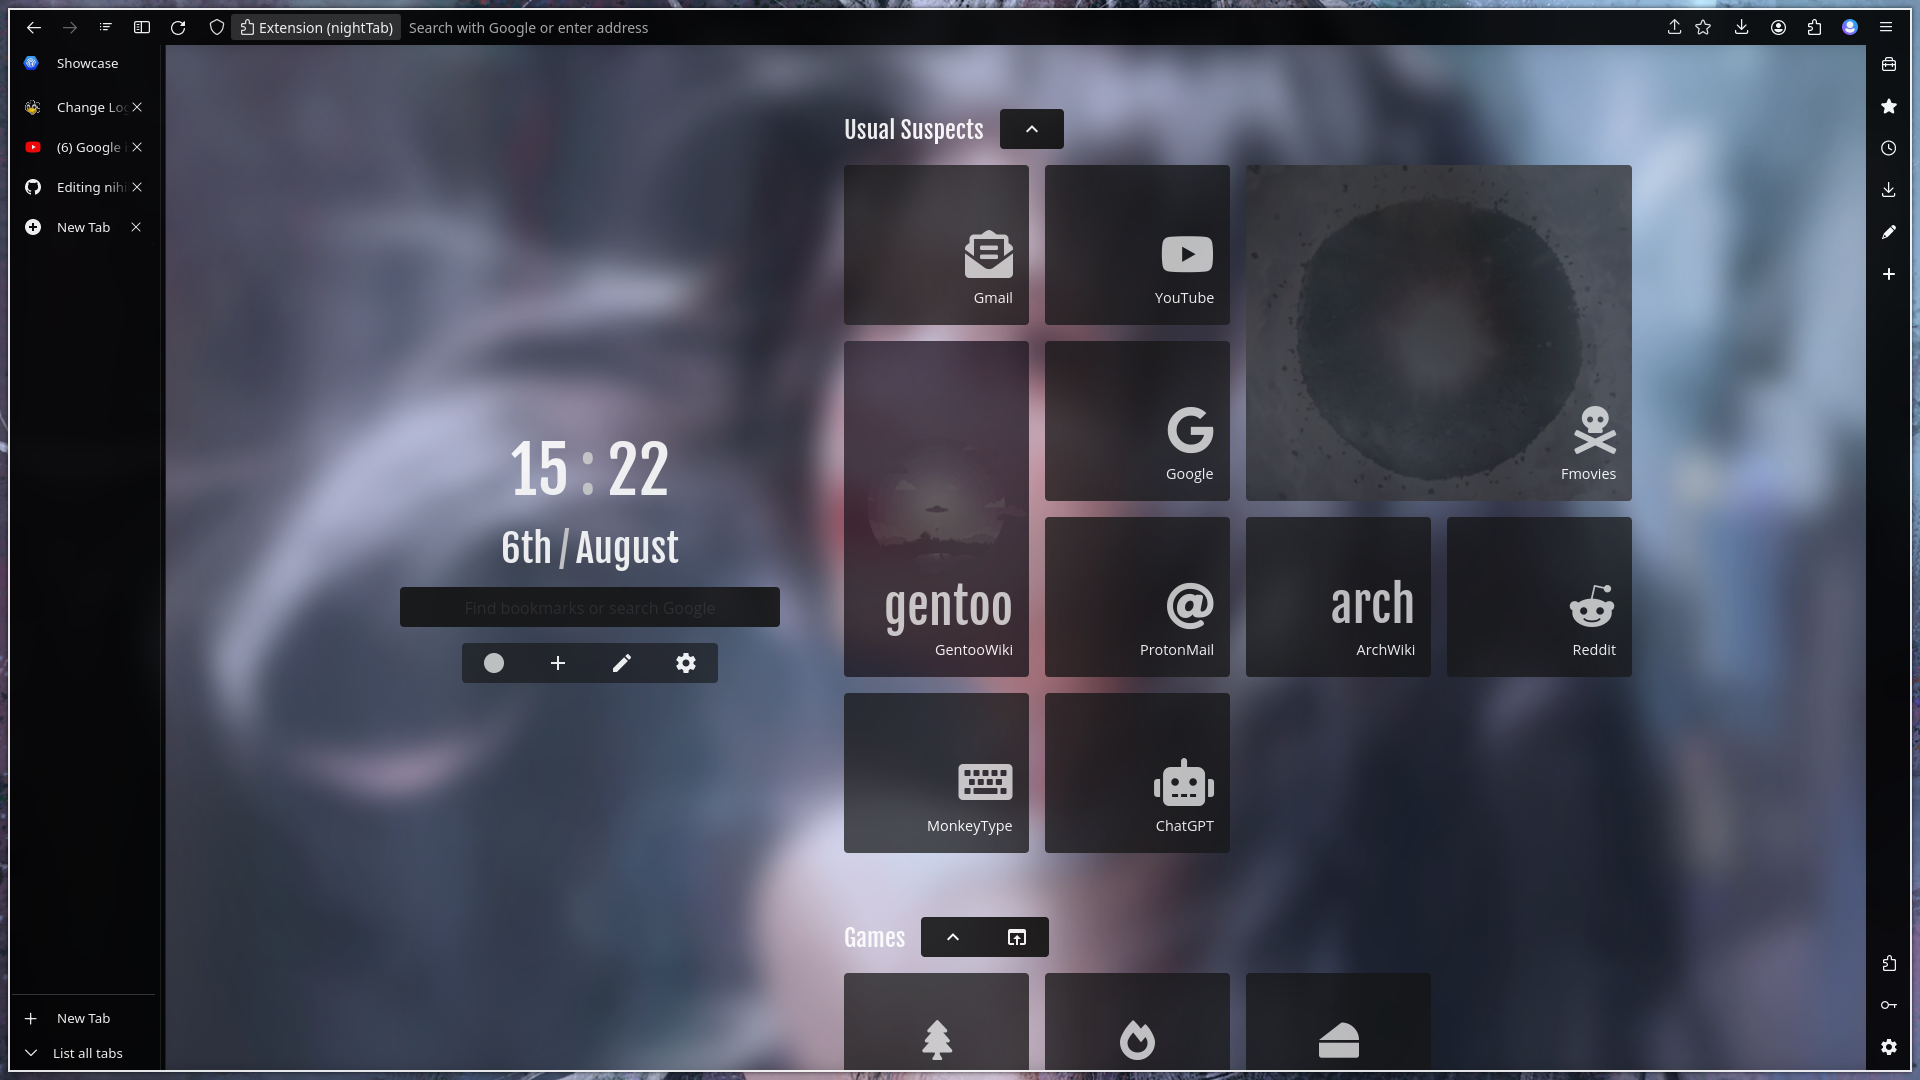 Extension (nightTab)
Search with Google or enter address
Showcase
Change Lo
(6) Google
Editing nih
New Tab
New Tab
List all tabs
15 : 22
6th / August
Find bookmarks or search Google
Usual Suspects
Gmail
YouTube
Google
Fmovies
gentoo
GentooWiki
ProtonMail
arch
ArchWiki
Reddit
MonkeyType
ChatGPT
Games